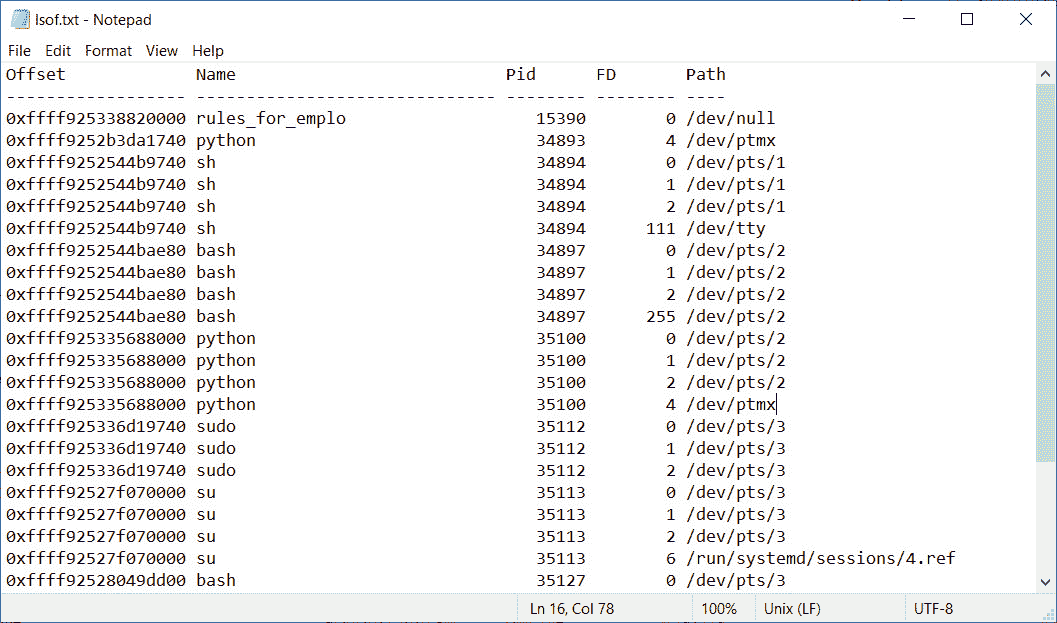 lsof.txt - Notepad
File Edit Format View Help
Offset Name Pid FD Path
------------------ ------------------------------ -------- -------- ----
0xffff925338820000 rules_for_emplo 15390 0 /dev/null
0xffff9252b3da1740 python 34893 4 /dev/ptmx
0xffff9252544b9740 sh 34894 0 /dev/pts/1
0xffff9252544b9740 sh 34894 1 /dev/pts/1
0xffff9252544b9740 sh 34894 2 /dev/pts/1
0xffff9252544b9740 sh 34894 111 /dev/tty
0xffff9252544bae80 bash 34897 0 /dev/pts/2
0xffff9252544bae80 bash 34897 1 /dev/pts/2
0xffff9252544bae80 bash 34897 2 /dev/pts/2
0xffff9252544bae80 bash 34897 255 /dev/pts/2
0xffff925335688000 python 35100 0 /dev/pts/2
0xffff925335688000 python 35100 1 /dev/pts/2
0xffff925335688000 python 35100 2 /dev/pts/2
0xffff925335688000 python 35100 4 /dev/ptmx
0xffff925336d19740 sudo 35112 0 /dev/pts/3
0xffff925336d19740 sudo 35112 1 /dev/pts/3
0xffff925336d19740 sudo 35112 2 /dev/pts/3
0xffff92527f070000 su 35113 0 /dev/pts/3
0xffff92527f070000 su 35113 1 /dev/pts/3
0xffff92527f070000 su 35113 2 /dev/pts/3
0xffff92527f070000 su 35113 6 /run/systemd/sessions/4.ref
0xffff92528049dd00 bash 35127 0 /dev/pts/3
Ln 16, Col 78 100% Unix (LF) UTF-8